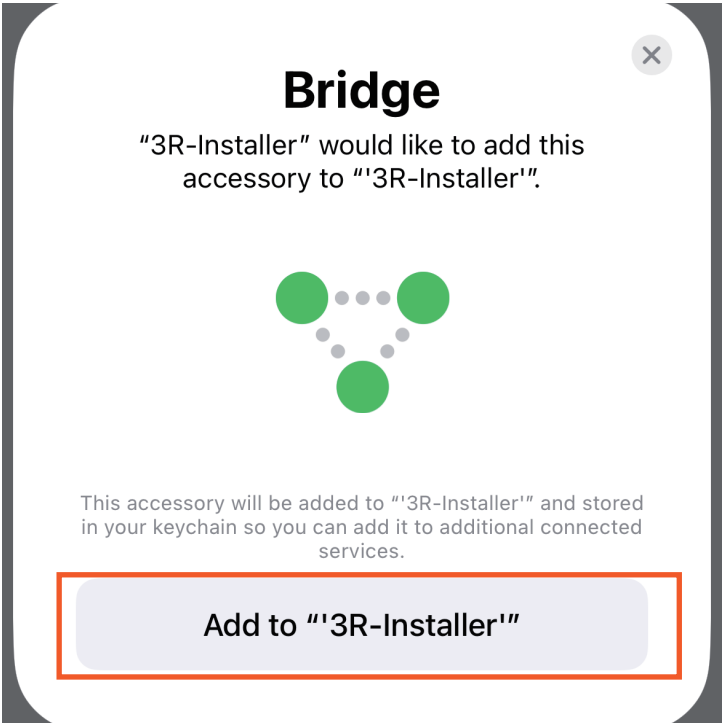 Bridge
“3R-Installer” would like to add this
accessory to “'3R-Installer'”.
This accessory will be added to “'3R-Installer'” and stored
in your keychain so you can add it to additional connected
services.
Add to “'3R-Installer'”